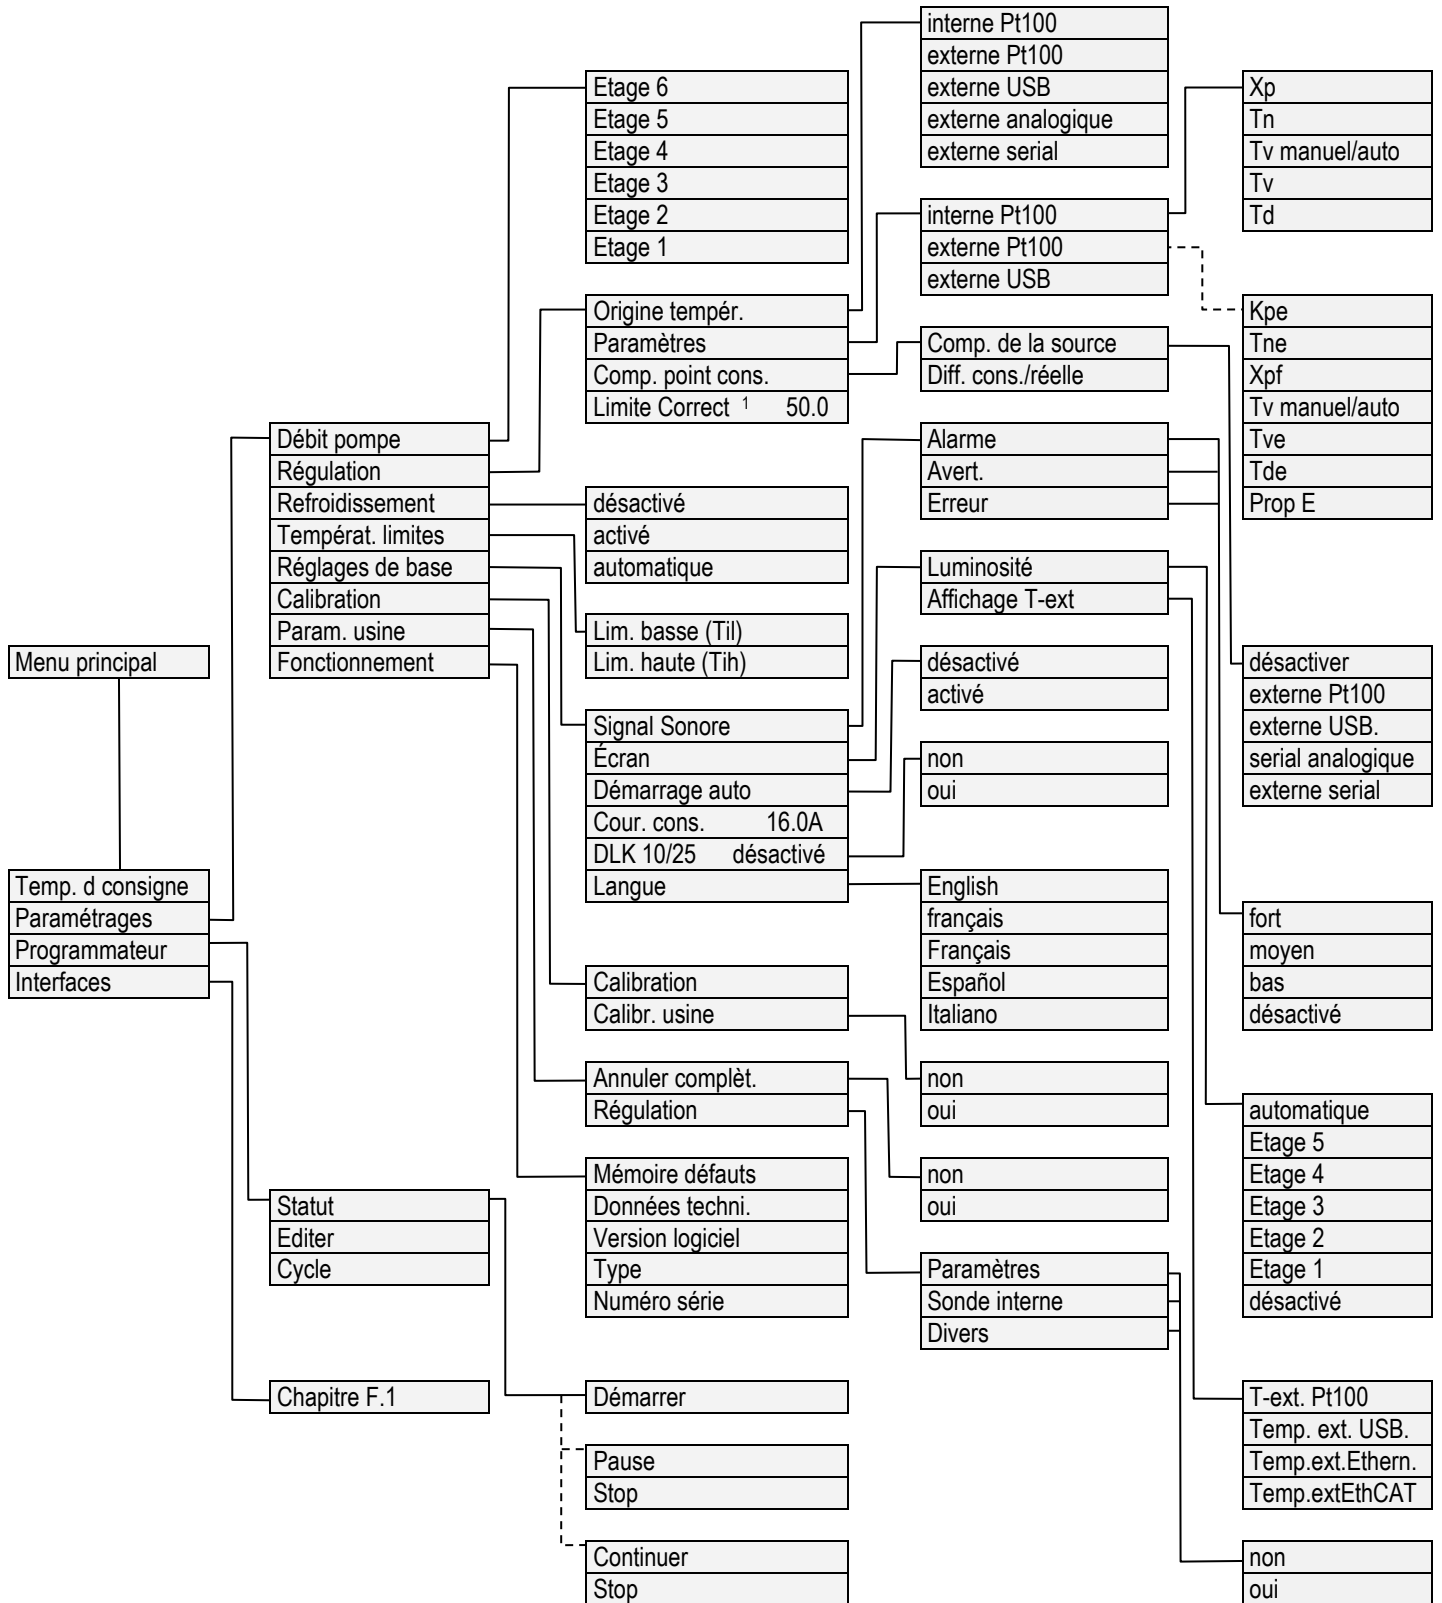 Menu principal
Temp. d consigne
Paramétrages
Programmateur
Interfaces
Débit pompe
Régulation
Refroidissement
Températ. limites
Réglages de base
Calibration
Param. usine
Fonctionnement
Statut
Editer
Cycle
Chapitre F.1
Etage 6
Etage 5
Etage 4
Etage 3
Etage 2
Etage 1
Origine tempér.
Paramètres
Comp. point cons.
Limite Correct 1 50.0
désactivé
activé
automatique
Lim. basse (Til)
Lim. haute (Tih)
Signal Sonore
Écran
Démarrage auto
Cour. cons. 16.0A
DLK 10/25 désactivé
Langue
Calibration
Calibr. usine
Annuler complèt.
Régulation
Mémoire défauts
Données techni.
Version logiciel
Type
Numéro série
Démarrer
Pause
Stop
Continuer
Stop
interne Pt100
externe Pt100
externe USB
externe analogique
externe serial
interne Pt100
externe Pt100
externe USB
Comp. de la source
Diff. cons./réelle
Alarme
Avert.
Erreur
Luminosité
Affichage T-ext
désactivé
activé
non
oui
English
français
Français
Español
Italiano
non
oui
non
oui
Paramètres
Sonde interne
Divers
Xp
Tn
Tv manuel/auto
Tv
Td
Kpe
Tne
Xpf
Tv manuel/auto
Tve
Tde
Prop E
désactiver
externe Pt100
externe USB.
serial analogique
externe serial
fort
moyen
bas
désactivé
automatique
Etage 5
Etage 4
Etage 3
Etage 2
Etage 1
désactivé
T-ext. Pt100
Temp. ext. USB.
Temp.ext.Ethern.
Temp.extEthCAT
non
oui